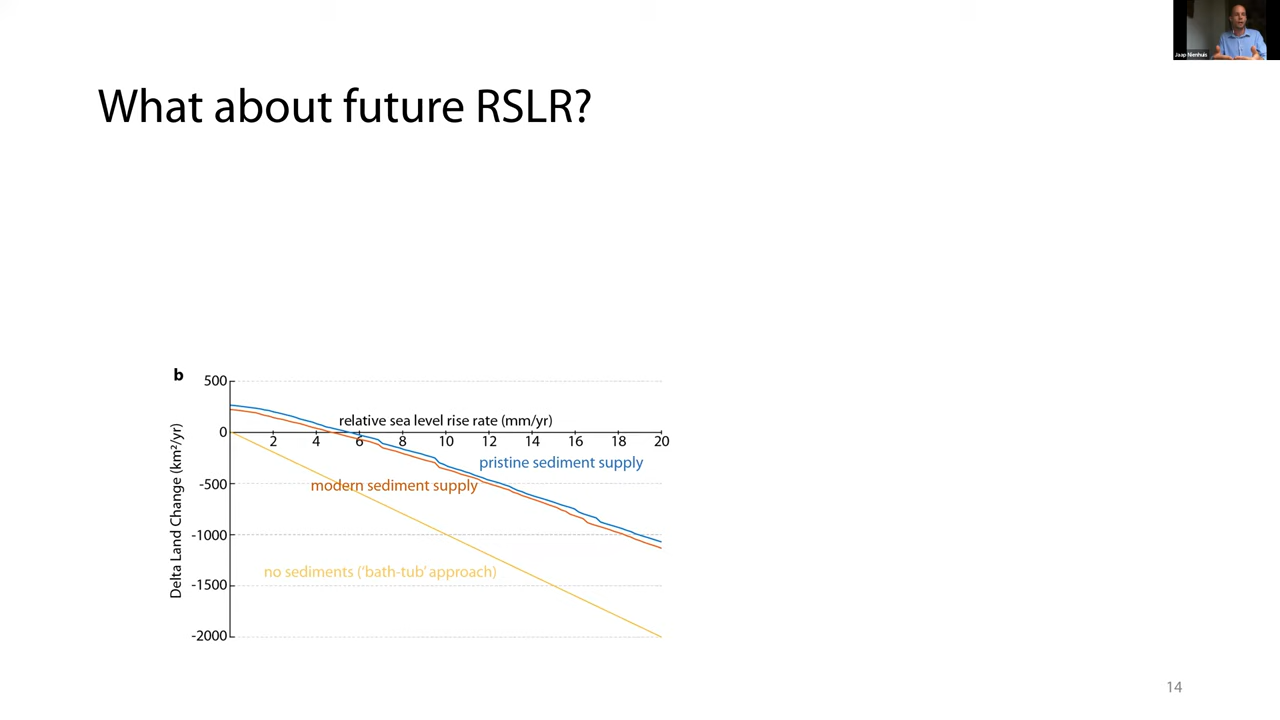 Jaap Nienhuis
What about future RSLR?
b
500
0
-500
-1000
-1500
-2000
Delta Land Change (km²/yr)
relative sea level rise rate (mm/yr)
2 4 6 8 10 12 14 16 18 20
pristine sediment supply
modern sediment supply
no sediments ('bath-tub' approach)
14